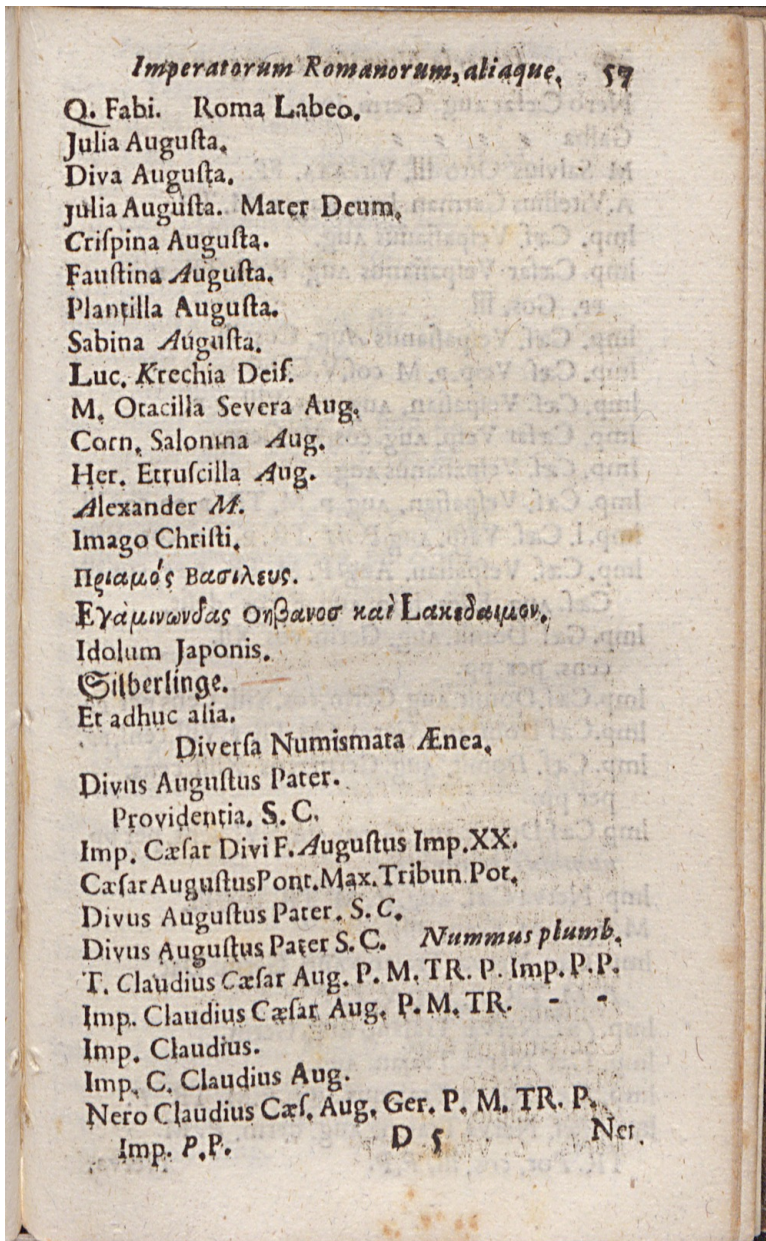 Imperatorum Romanorum, aliaque. 57
Q. Fabi. Roma Labeo.
Julia Auguſta.
Diva Auguſta.
Julia Auguſta. Mater Deum.
Criſpina Auguſta.
Fauſtina Auguſta.
Plantilla Auguſta.
Sabina Auguſta.
Luc. Krechia Deiſ.
M. Otacilla Severa Aug.
Corn. Salonina Aug.
Her. Etruſcilla Aug.
Alexander M.
Imago Chriſti.
Πριαμός Βασιλευς.
Εγάμινωνδας Θηβανοσ καὶ Lακεδαιμον.
Idolum Japonis.
Silberlinge.
Et adhuc alia.
Diverſa Numismata Ænea.
Divus Auguſtus Pater.
Providentia. S. C.
Imp. Cæſar Divi F. Auguſtus Imp. XX.
Cæſar Auguſtus Pont. Max. Tribun Pot.
Divus Auguſtus Pater. S. C.
Divus Auguſtus Pater S. C. Nummus plumb.
T. Claudius Cæſar Aug. P. M. TR. P. Imp. P. P.
Imp. Claudius Cæſar Aug. P. M. TR. - -
Imp. Claudius.
Imp. C. Claudius Aug.
Nero Claudius Cæſ. Aug. Ger. P. M. TR. P.
Imp. P. P. D 5 Ner.